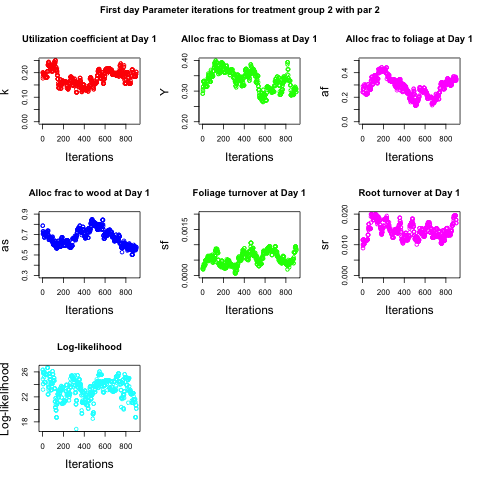 First day Parameter iterations for treatment group 2 with par 2
Utilization coefficient at Day 1
k
0.00 0.10 0.20
0 200 400 600 800
Iterations
Alloc frac to Biomass at Day 1
Y
0.20 0.30 0.40
0 200 400 600 800
Iterations
Alloc frac to foliage at Day 1
af
0.0 0.2 0.4
0 200 400 600 800
Iterations
Alloc frac to wood at Day 1
as
0.3 0.5 0.7 0.9
0 200 400 600 800
Iterations
Foliage turnover at Day 1
sf
0.0000 0.0015
0 200 400 600 800
Iterations
Root turnover at Day 1
sr
0.000 0.010 0.020
0 200 400 600 800
Iterations
Log-likelihood
Log-likelihood
18 22 26
0 200 400 600 800
Iterations